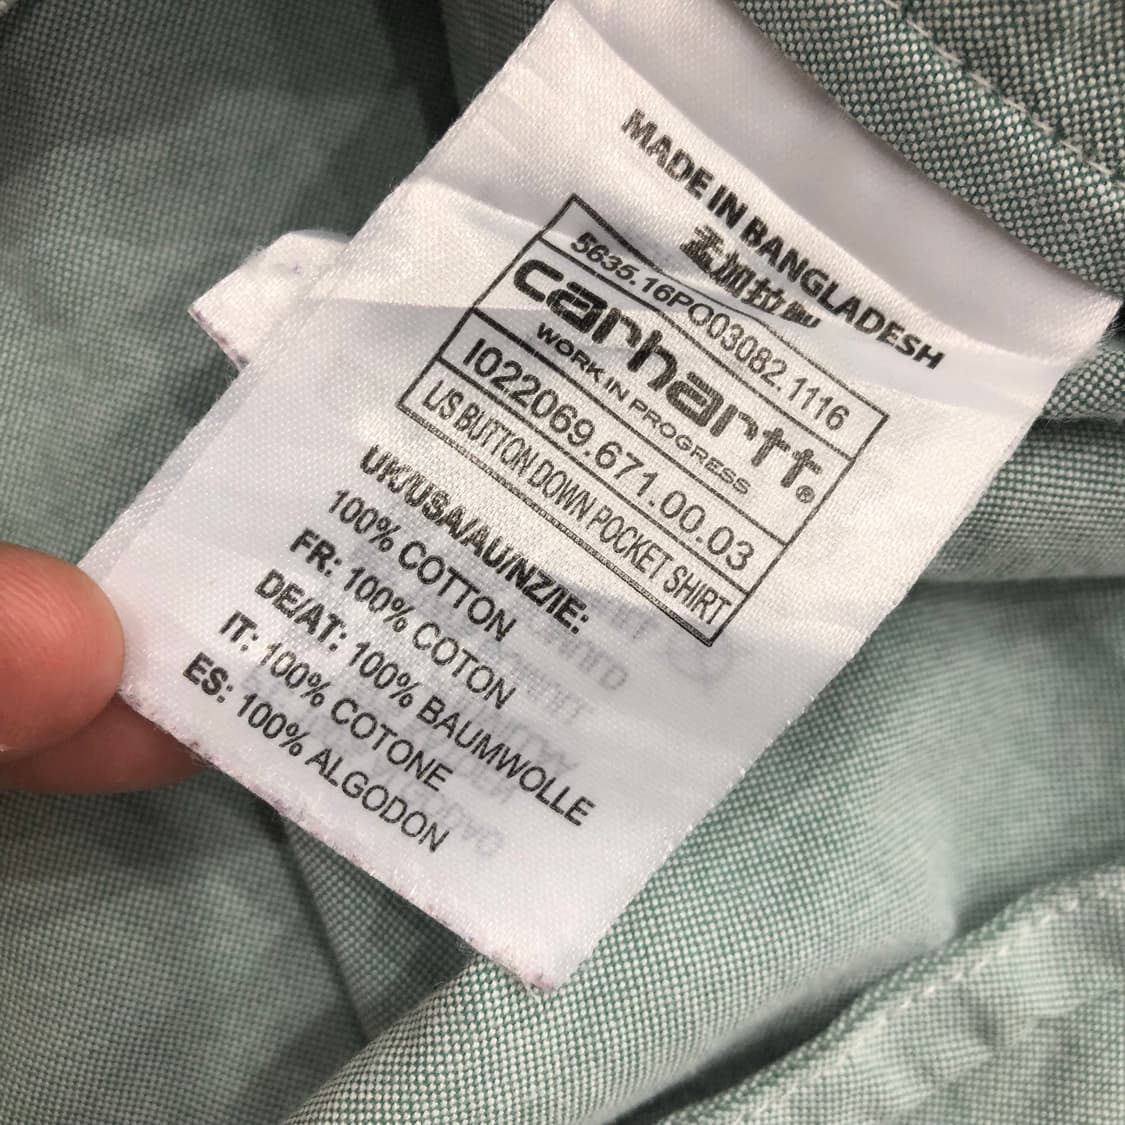 MADE IN BANGLADESH
孟加拉制
5635.16PO03082.1116
carhartt®
WORK IN PROGRESS
I022069.671.00.03
L/S BUTTON DOWN POCKET SHIRT
UK/USA/AU/NZ/IE:
100% COTTON
FR: 100% COTON
DE/AT: 100% BAUMWOLLE
IT: 100% COTONE
ES: 100% ALGODON